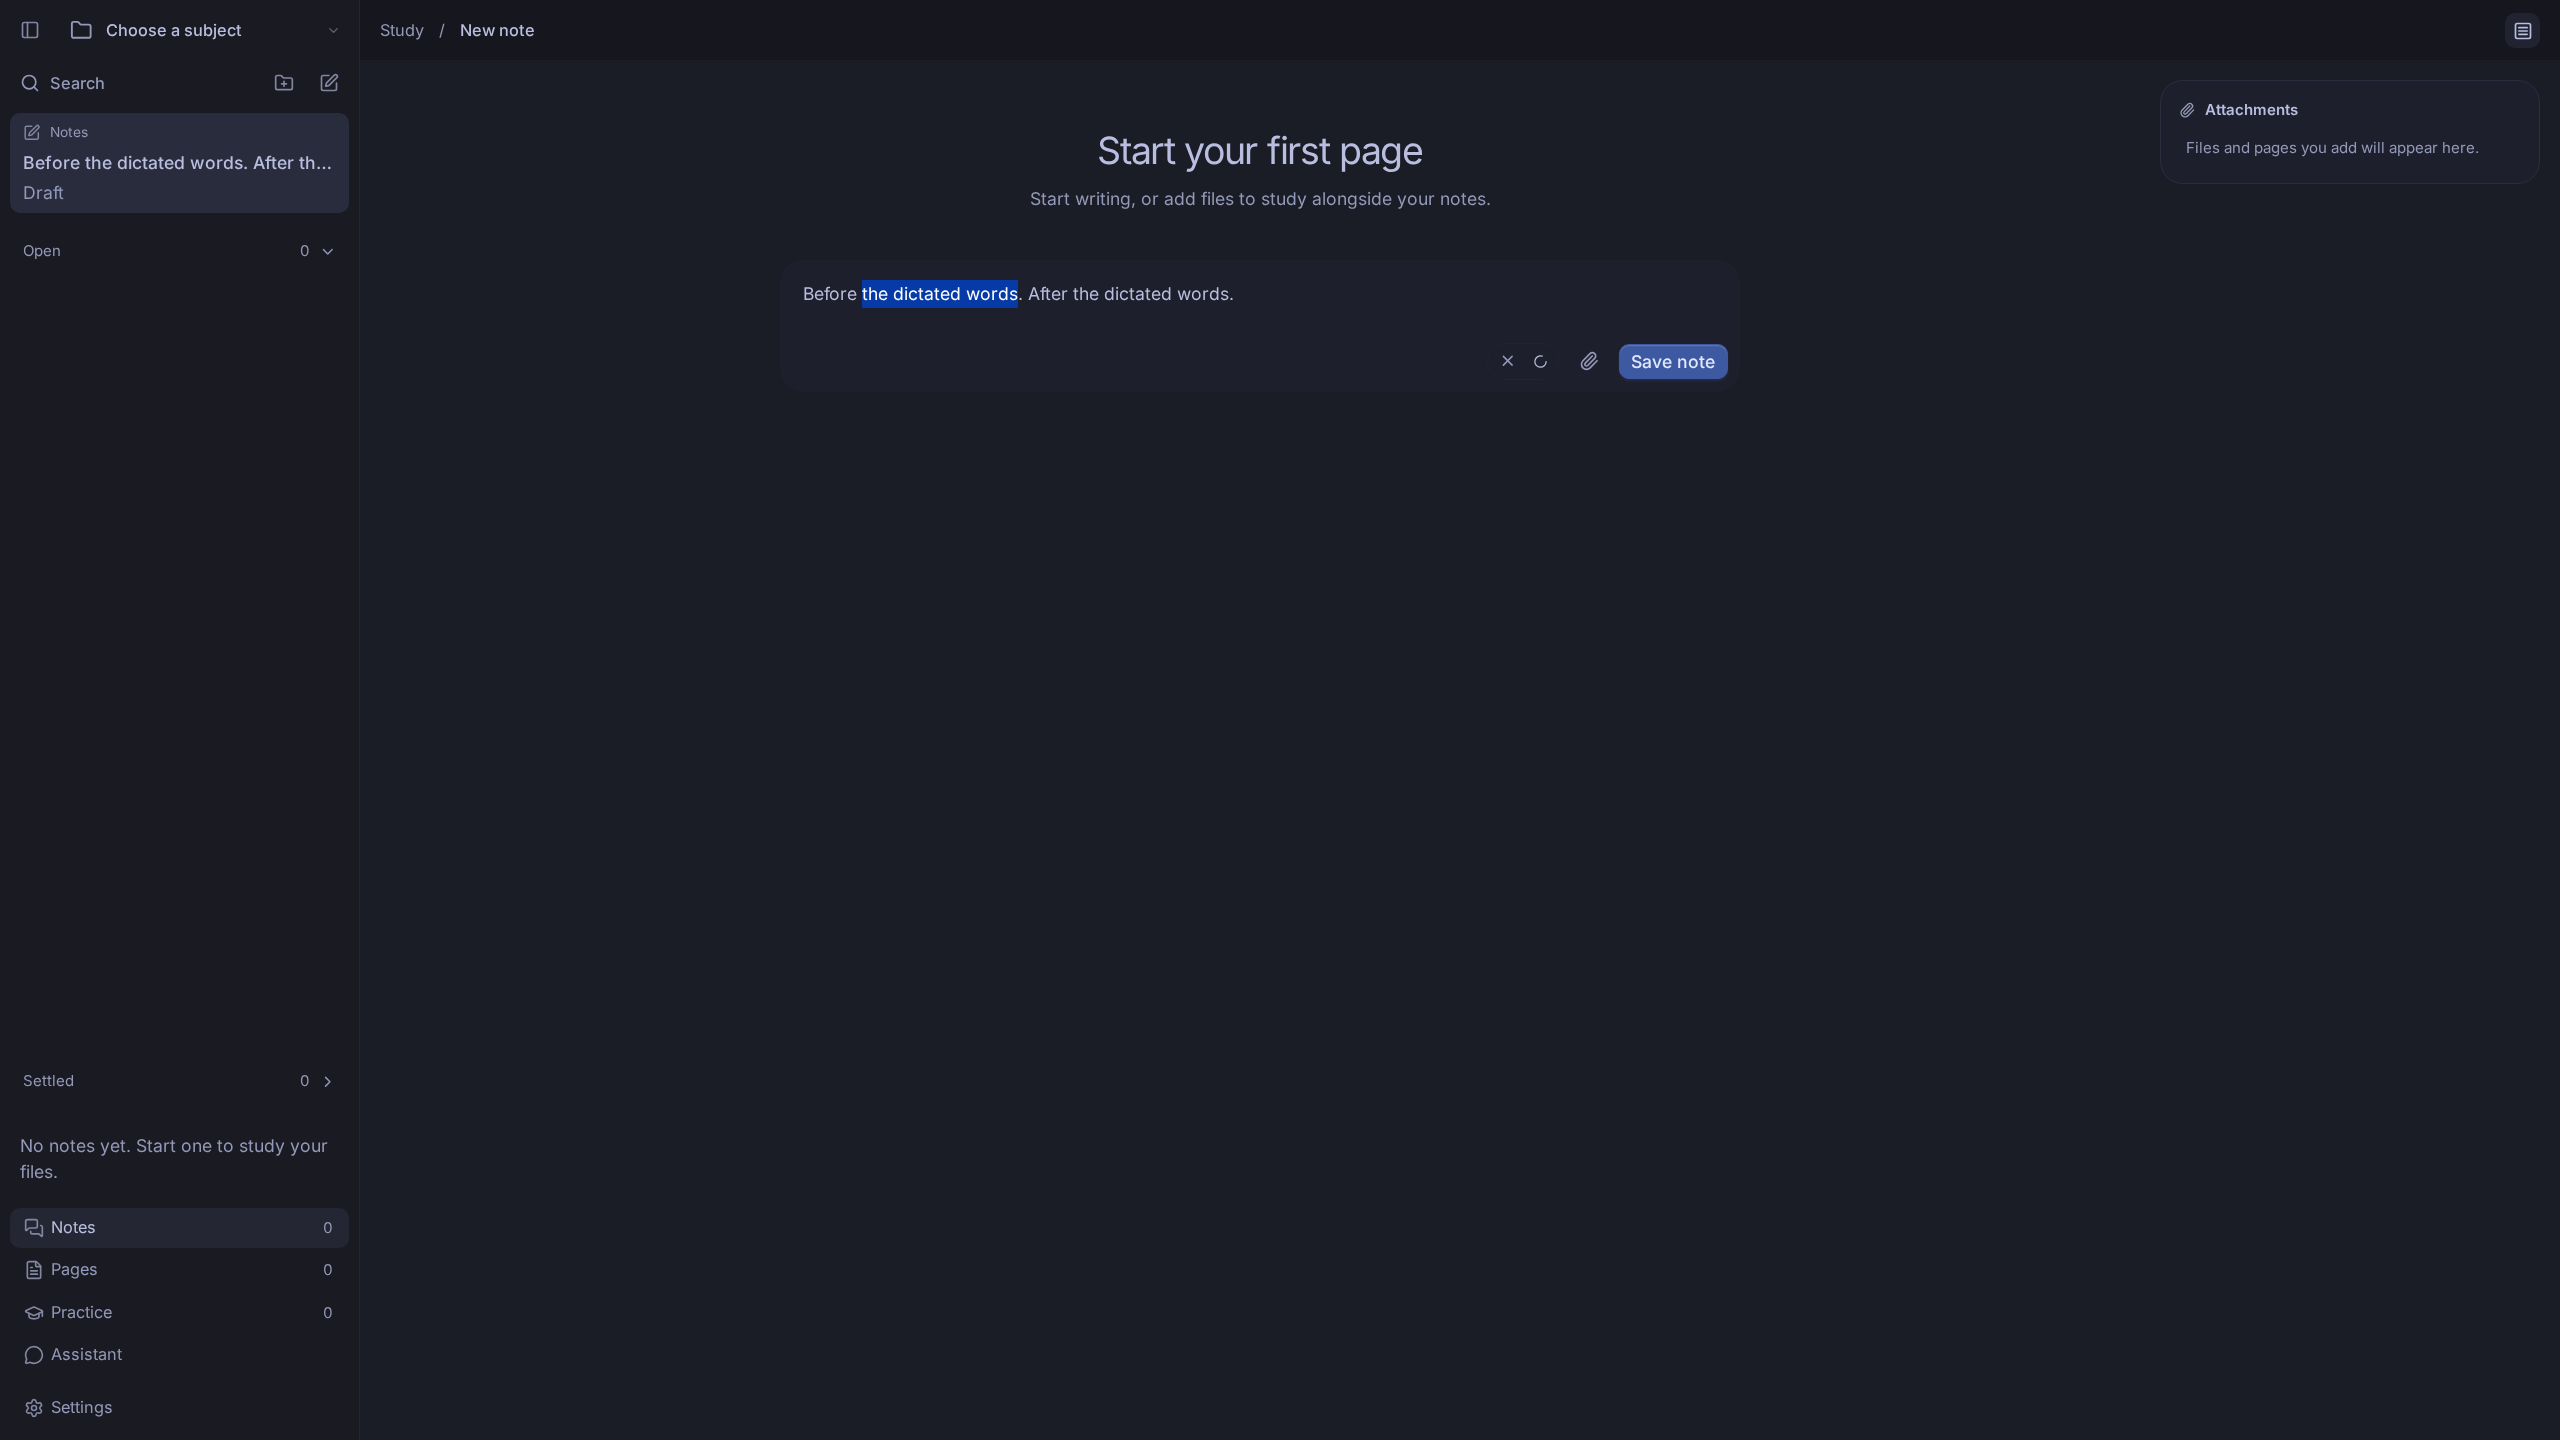 Choose a subject
Search
Notes
Before the dictated words. After th...
Draft
Open 0
Settled 0
No notes yet. Start one to study your
files.
Notes 0
Pages 0
Practice 0
Assistant
Settings
Study / New note
Start your first page
Start writing, or add files to study alongside your notes.
Before the dictated words. After the dictated words.
Save note
Attachments
Files and pages you add will appear here.